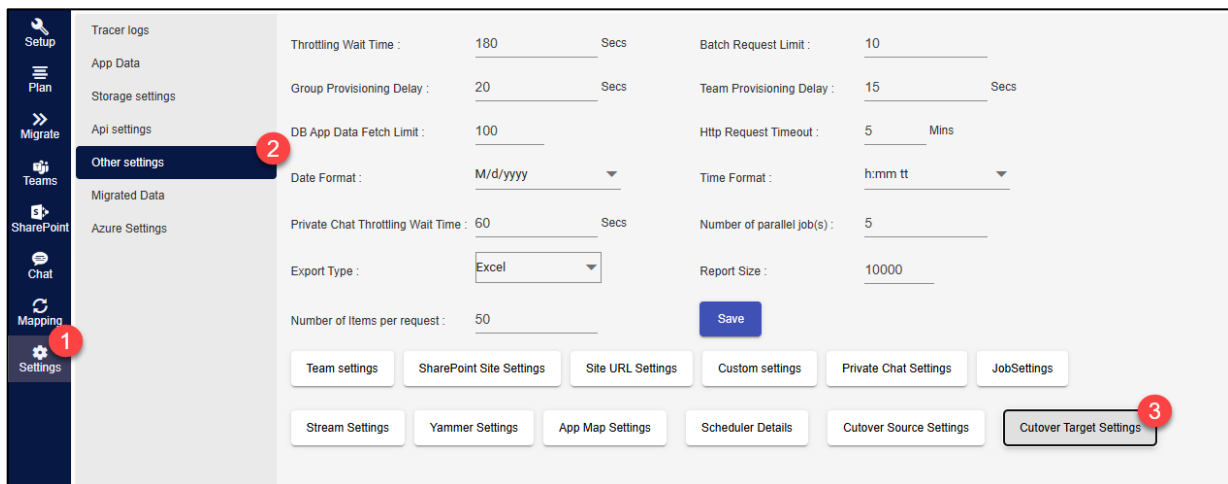 Setup
Plan
Migrate
Teams
SharePoint
Chat
Mapping
1
Settings
Tracer logs
App Data
Storage settings
Api settings
Other settings
2
Migrated Data
Azure Settings
Throttling Wait Time : 180 Secs
Batch Request Limit : 10
Group Provisioning Delay : 20 Secs
Team Provisioning Delay : 15 Secs
DB App Data Fetch Limit : 100
Http Request Timeout : 5 Mins
Date Format : M/d/yyyy
Time Format : h:mm tt
Private Chat Throttling Wait Time : 60 Secs
Number of parallel job(s) : 5
Export Type : Excel
Report Size : 10000
Number of Items per request : 50
Save
Team settings SharePoint Site Settings Site URL Settings Custom settings Private Chat Settings JobSettings
3
Stream Settings Yammer Settings App Map Settings Scheduler Details Cutover Source Settings Cutover Target Settings